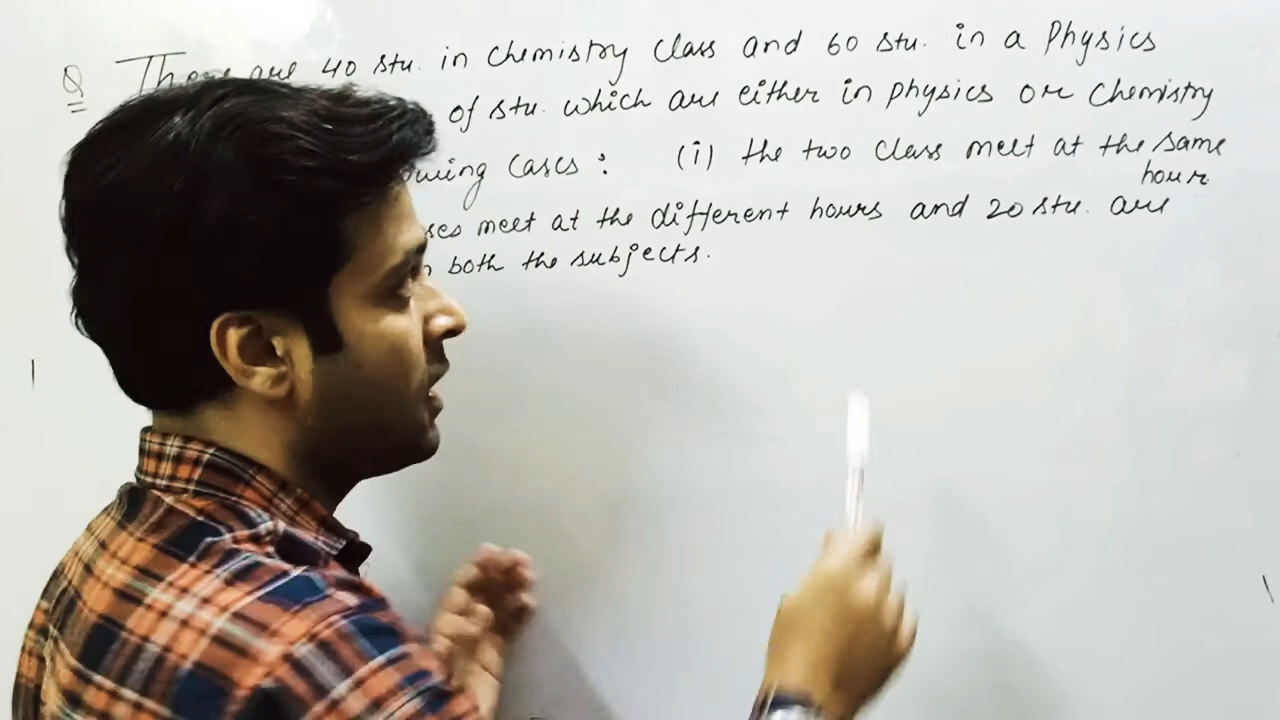 Q There are 40 stu. in chemistry class and 60 stu. in a Physics
of stu. which are either in physics or chemistry
cases : (i) the two class meet at the same
hour
meet at the different hours and 20 stu. are
both the subjects.